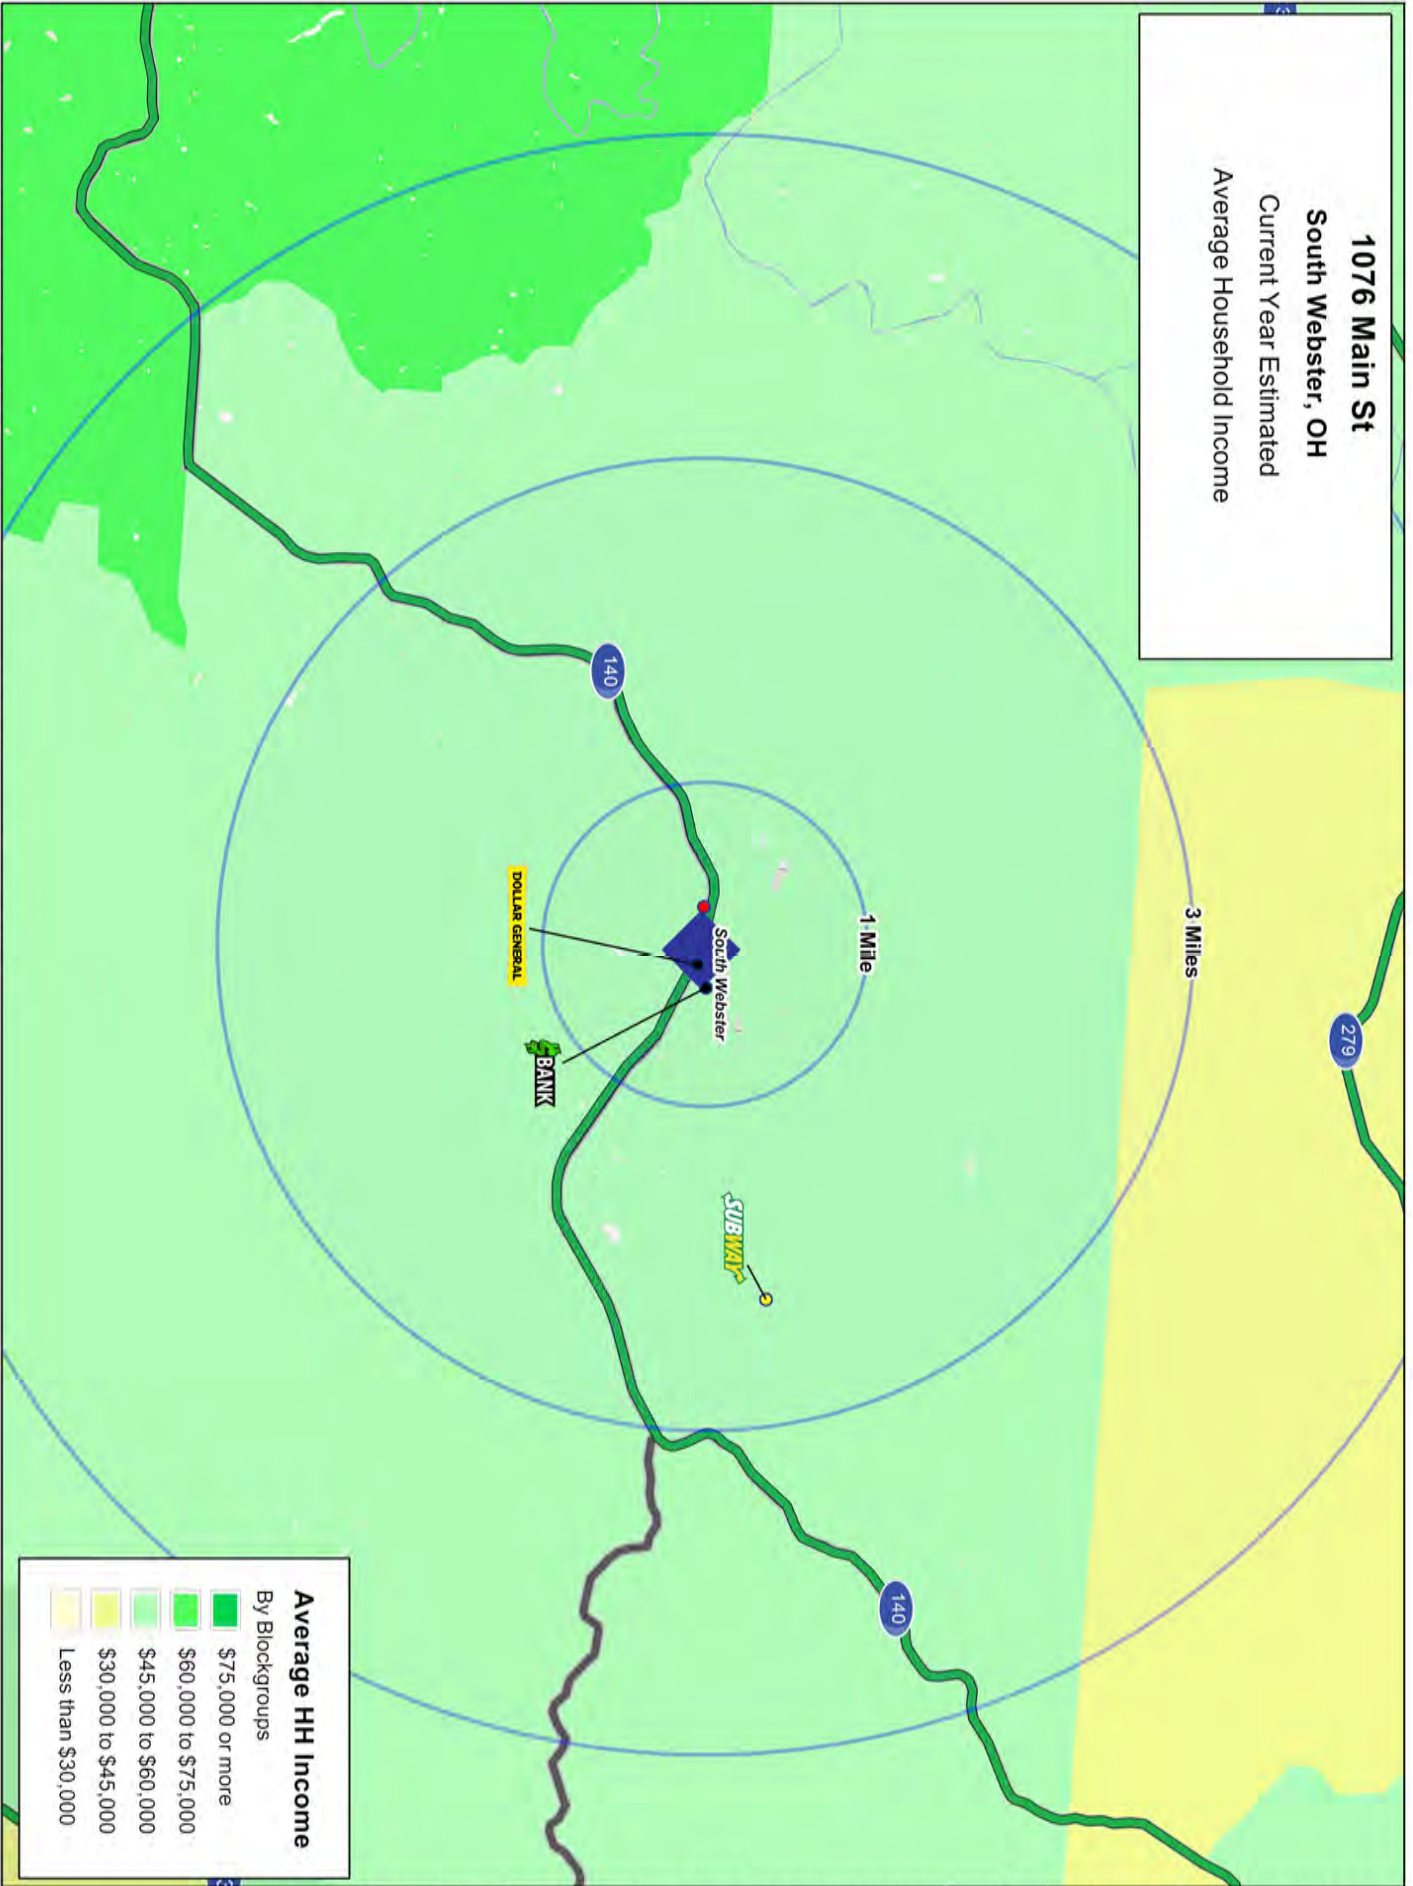 1076 Main St
South Webster, OH
Current Year Estimated
Average Household Income
279
3 Miles
1 Mile
140
South Webster
DOLLAR GENERAL
$BANK
SUBWAY
140
Average HH Income
By Blockgroups
$75,000 or more
$60,000 to $75,000
$45,000 to $60,000
$30,000 to $45,000
Less than $30,000